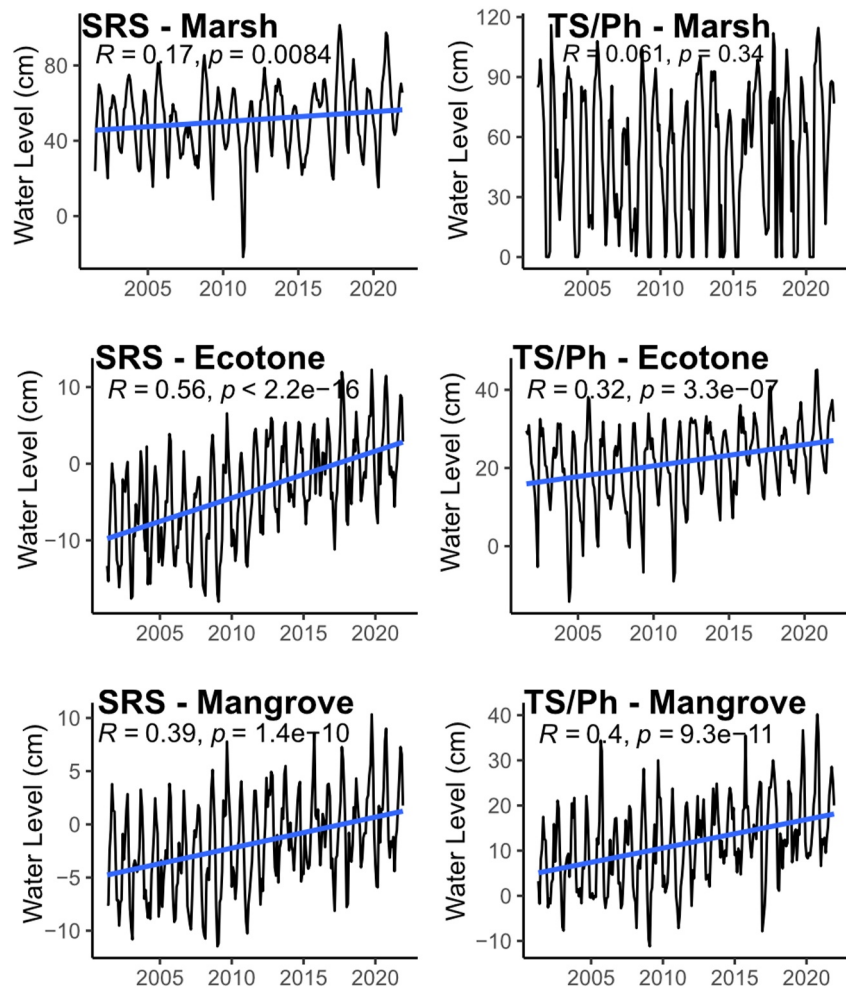 SRS - Marsh
R = 0.17, p = 0.0084
Water Level (cm)
80
40
0
2005 2010 2015 2020
TS/Ph - Marsh
R = 0.061, p = 0.34
Water Level (cm)
120
90
60
30
0
2005 2010 2015 2020
SRS - Ecotone
R = 0.56, p < 2.2e−16
Water Level (cm)
10
0
−10
2005 2010 2015 2020
TS/Ph - Ecotone
R = 0.32, p = 3.3e−07
Water Level (cm)
40
20
0
2005 2010 2015 2020
SRS - Mangrove
R = 0.39, p = 1.4e−10
Water Level (cm)
10
5
0
−5
−10
2005 2010 2015 2020
TS/Ph - Mangrove
R = 0.4, p = 9.3e−11
Water Level (cm)
40
30
20
10
0
−10
2005 2010 2015 2020